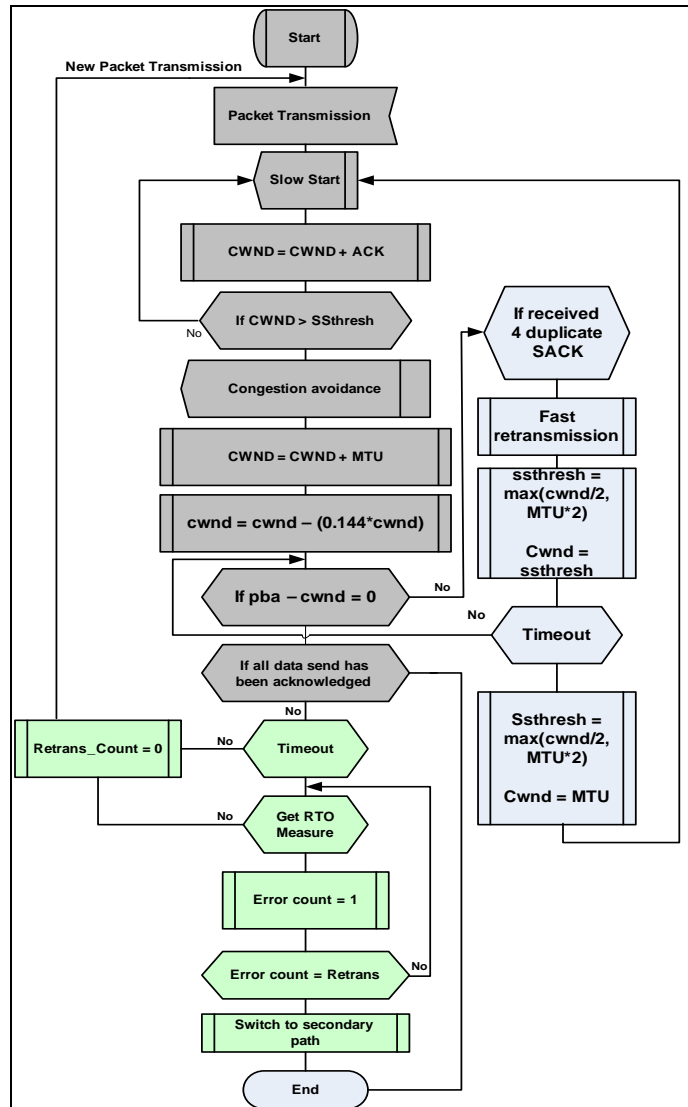 Start
New Packet Transmission
Packet Transmission
Slow Start
CWND = CWND + ACK
If CWND > SSthresh
No
Congestion avoidance
CWND = CWND + MTU
cwnd = cwnd – (0.144*cwnd)
If pba – cwnd = 0
No
If received
4 duplicate
SACK
Fast
retransmission
ssthresh =
max(cwnd/2,
MTU*2)
Cwnd =
ssthresh
No
Timeout
Ssthresh =
max(cwnd/2,
MTU*2)
Cwnd = MTU
If all data send has
been acknowledged
No
Timeout
No
Retrans_Count = 0
No
Get RTO
Measure
Error count = 1
Error count = Retrans
No
Switch to secondary
path
End